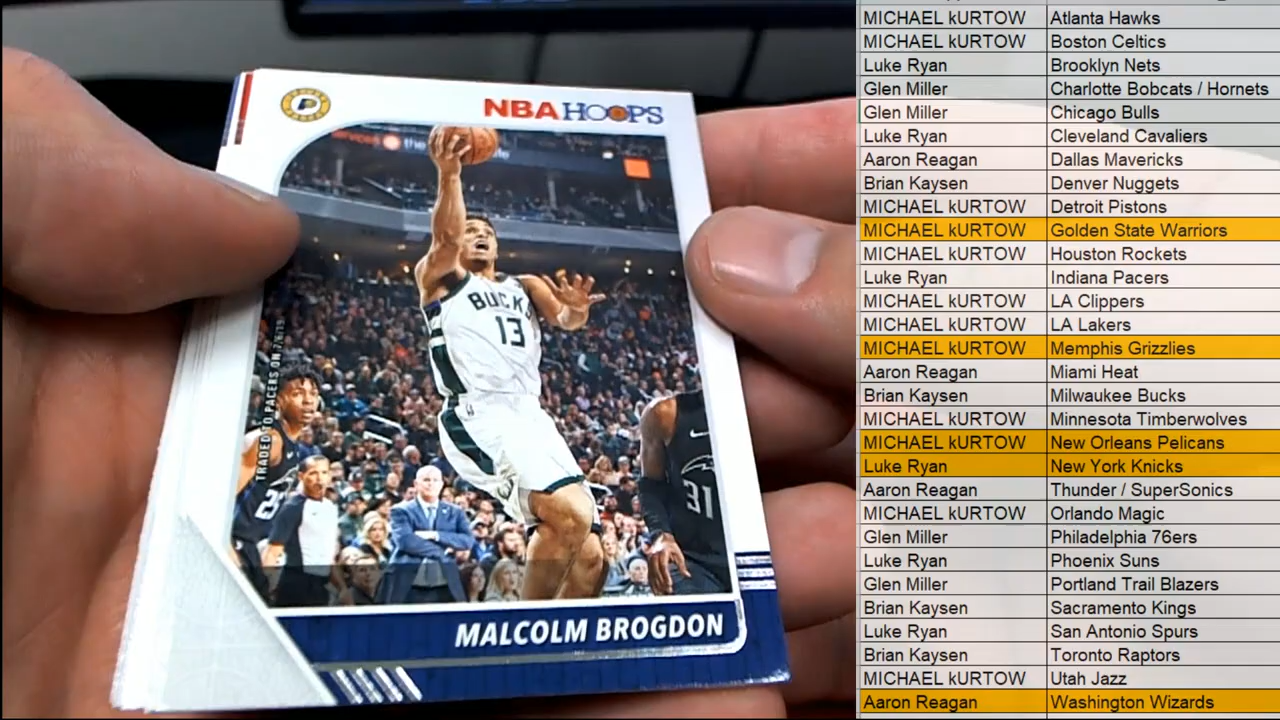 NBA HOOPS
BUCKS
13
TRADED TO PACERS ON 7/6/19
31
MALCOLM BROGDON
MICHAEL kURTOW Atlanta Hawks
MICHAEL kURTOW Boston Celtics
Luke Ryan Brooklyn Nets
Glen Miller Charlotte Bobcats / Hornets
Glen Miller Chicago Bulls
Luke Ryan Cleveland Cavaliers
Aaron Reagan Dallas Mavericks
Brian Kaysen Denver Nuggets
MICHAEL kURTOW Detroit Pistons
MICHAEL kURTOW Golden State Warriors
MICHAEL kURTOW Houston Rockets
Luke Ryan Indiana Pacers
MICHAEL kURTOW LA Clippers
MICHAEL kURTOW LA Lakers
MICHAEL kURTOW Memphis Grizzlies
Aaron Reagan Miami Heat
Brian Kaysen Milwaukee Bucks
MICHAEL kURTOW Minnesota Timberwolves
MICHAEL kURTOW New Orleans Pelicans
Luke Ryan New York Knicks
Aaron Reagan Thunder / SuperSonics
MICHAEL kURTOW Orlando Magic
Glen Miller Philadelphia 76ers
Luke Ryan Phoenix Suns
Glen Miller Portland Trail Blazers
Brian Kaysen Sacramento Kings
Luke Ryan San Antonio Spurs
Brian Kaysen Toronto Raptors
MICHAEL kURTOW Utah Jazz
Aaron Reagan Washington Wizards